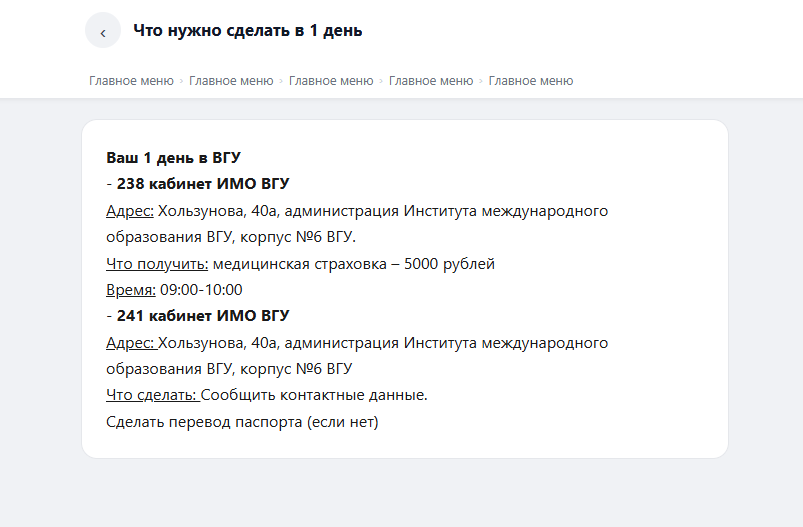 ‹ Что нужно сделать в 1 день
Главное меню › Главное меню › Главное меню › Главное меню › Главное меню
Ваш 1 день в ВГУ
- 238 кабинет ИМО ВГУ
Адрес: Хользунова, 40а, администрация Института международного
образования ВГУ, корпус №6 ВГУ.
Что получить: медицинская страховка – 5000 рублей
Время: 09:00-10:00
- 241 кабинет ИМО ВГУ
Адрес: Хользунова, 40а, администрация Института международного
образования ВГУ, корпус №6 ВГУ
Что сделать: Сообщить контактные данные.
Сделать перевод паспорта (если нет)